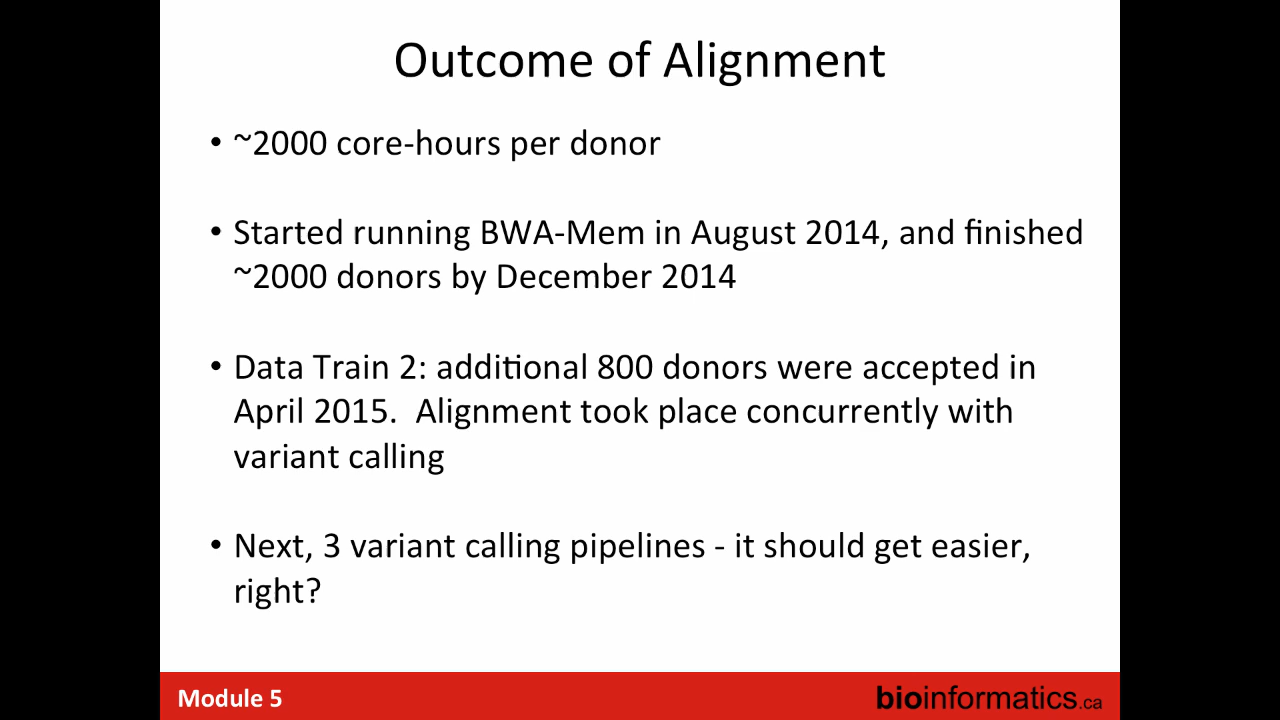 Outcome of Alignment
• ~2000 core-hours per donor
• Started running BWA-Mem in August 2014, and finished
~2000 donors by December 2014
• Data Train 2: additional 800 donors were accepted in
April 2015.  Alignment took place concurrently with
variant calling
• Next, 3 variant calling pipelines - it should get easier,
right?
Module 5
bioinformatics.ca